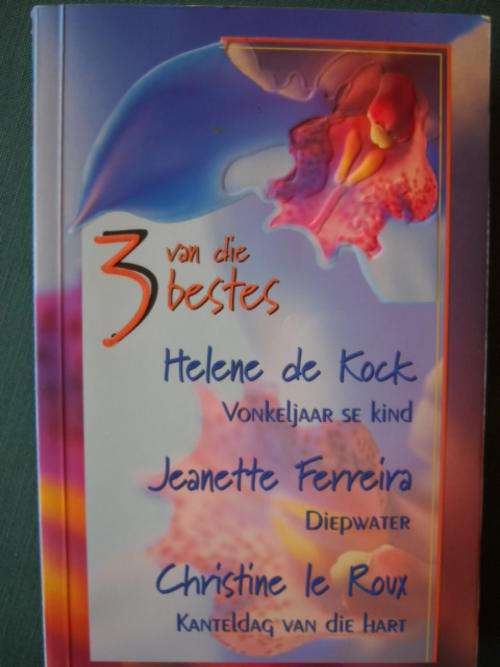 3 van die
bestes
Helene de Kock
VONKELJAAR SE KIND
Jeanette Ferreira
DIEPWATER
Christine le Roux
KANTELDAG VAN DIE HART